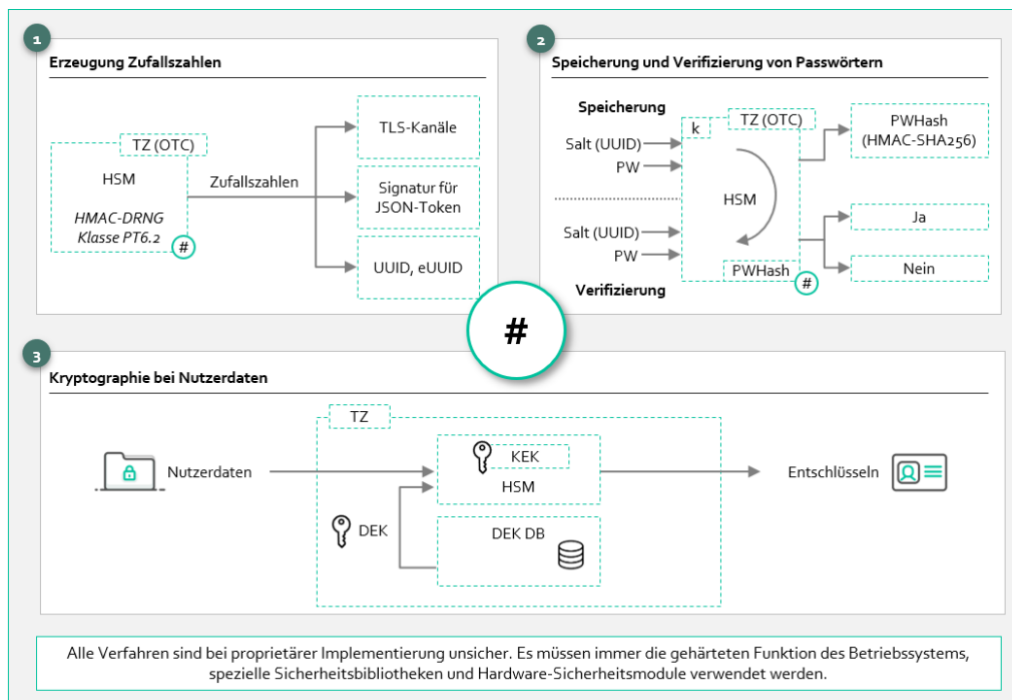 1
Erzeugung Zufallszahlen
TZ (OTC)
HSM
HMAC-DRNG
Klasse PT6.2
#
Zufallszahlen
TLS-Kanäle
Signatur für
JSON-Token
UUID, eUUID
2
Speicherung und Verifizierung von Passwörtern
Speicherung
Salt (UUID)
PW
Salt (UUID)
PW
Verifizierung
k
TZ (OTC)
HSM
PWHash
#
PWHash
(HMAC-SHA256)
Ja
Nein
#
3
Kryptographie bei Nutzerdaten
Nutzerdaten
TZ
KEK
HSM
DEK
DEK DB
Entschlüsseln
Alle Verfahren sind bei proprietärer Implementierung unsicher. Es müssen immer die gehärteten Funktion des Betriebssystems,
spezielle Sicherheitsbibliotheken und Hardware-Sicherheitsmodule verwendet werden.